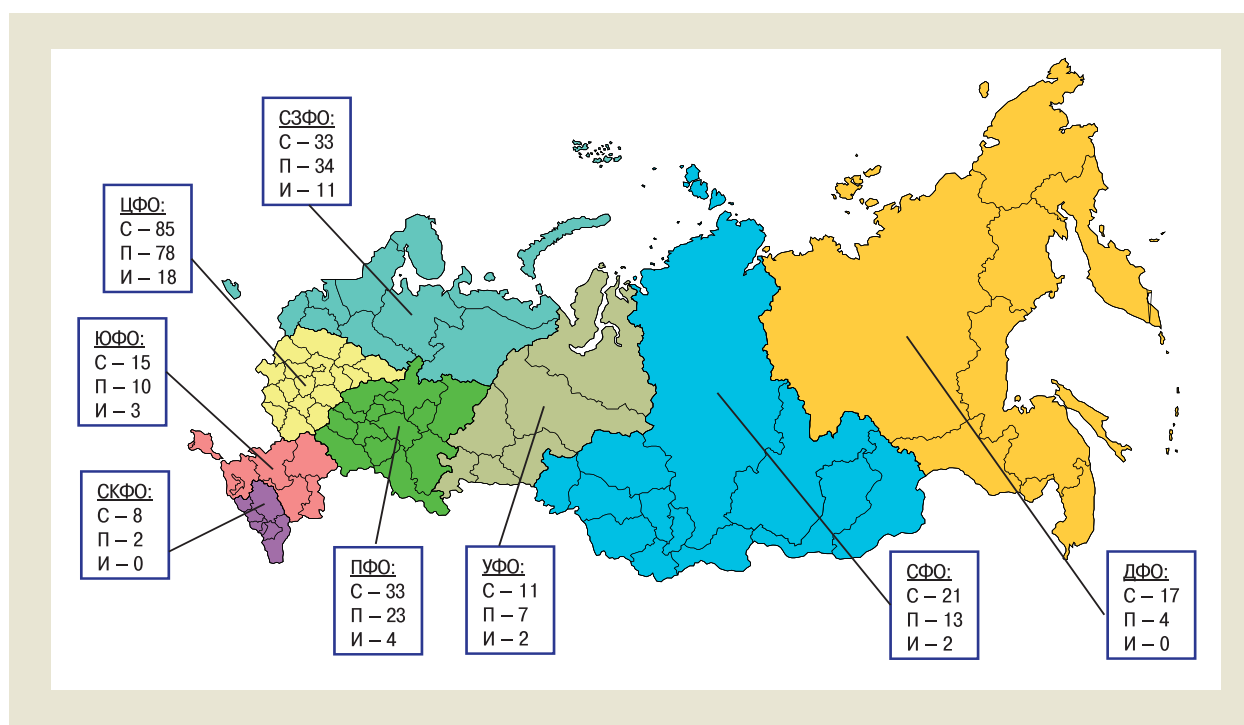 СЗФО:
С – 33
П – 34
И – 11
ЦФО:
С – 85
П – 78
И – 18
ЮФО:
С – 15
П – 10
И – 3
СКФО:
С – 8
П – 2
И – 0
ПФО:
С – 33
П – 23
И – 4
УФО:
С – 11
П – 7
И – 2
СФО:
С – 21
П – 13
И – 2
ДФО:
С – 17
П – 4
И – 0